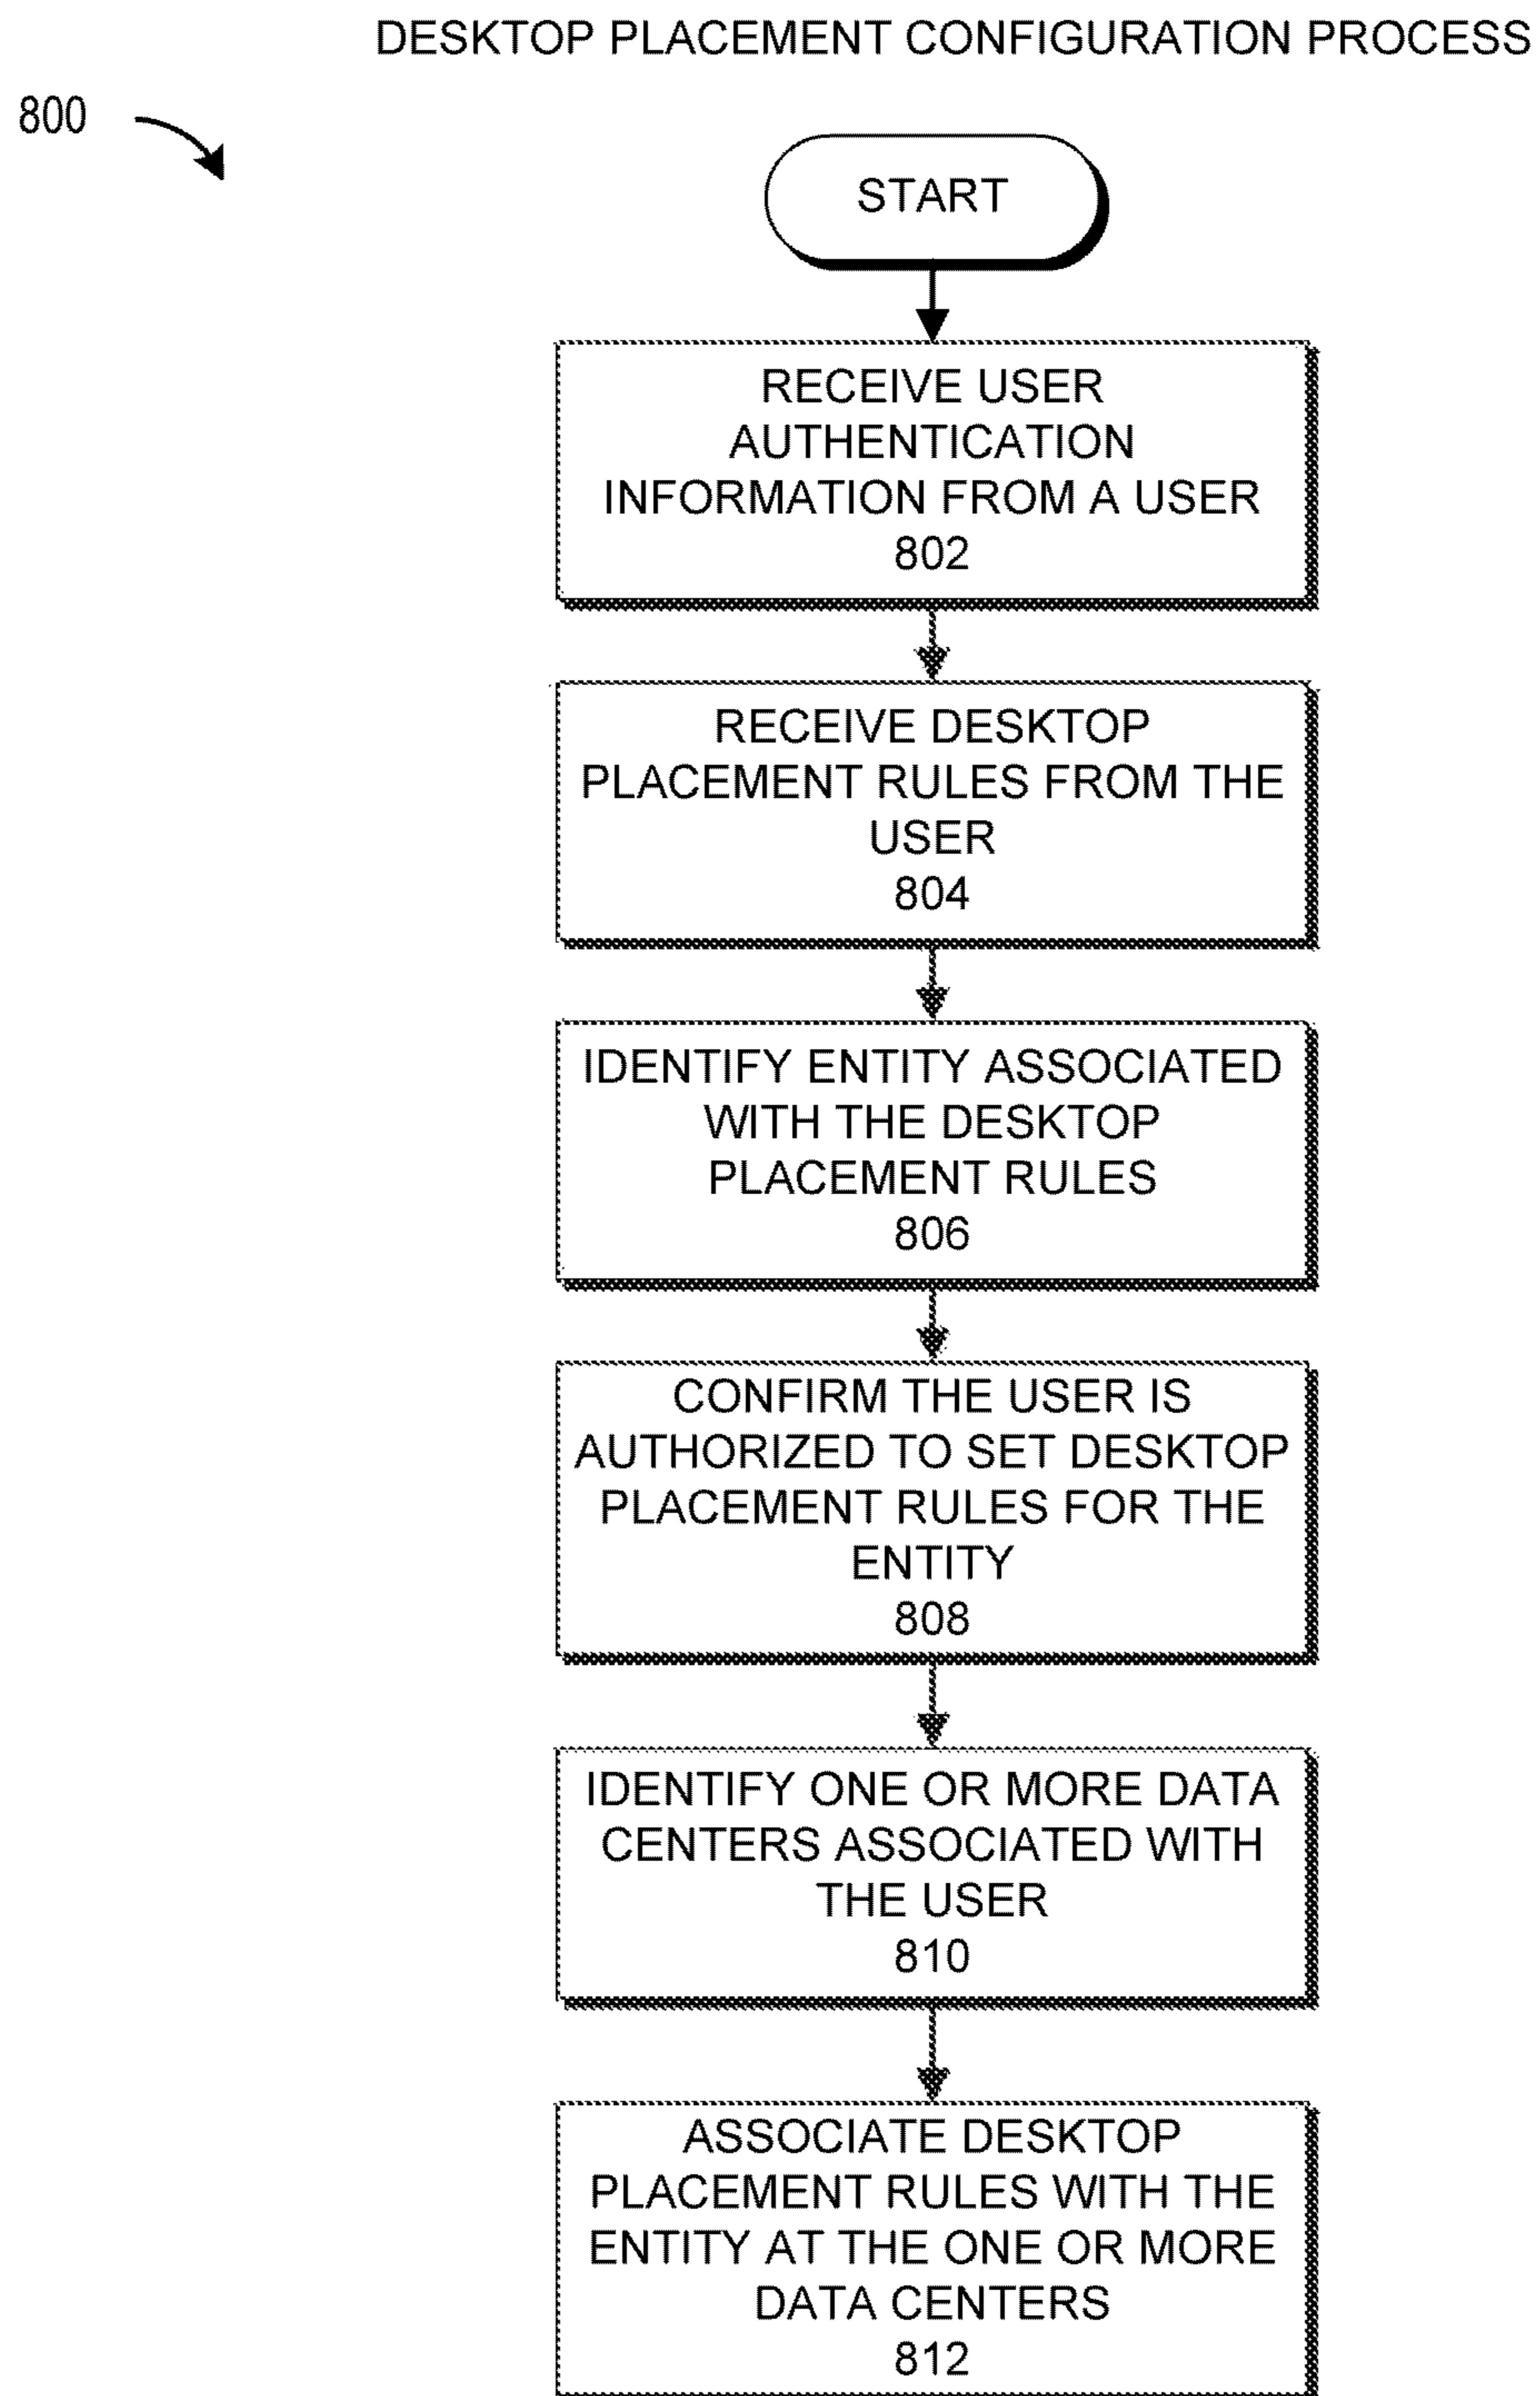 DESKTOP PLACEMENT CONFIGURATION PROCESS
800
START
RECEIVE USER
AUTHENTICATION
INFORMATION FROM A USER
802
RECEIVE DESKTOP
PLACEMENT RULES FROM THE
USER
804
IDENTIFY ENTITY ASSOCIATED
WITH THE DESKTOP
PLACEMENT RULES
806
CONFIRM THE USER IS
AUTHORIZED TO SET DESKTOP
PLACEMENT RULES FOR THE
ENTITY
808
IDENTIFY ONE OR MORE DATA
CENTERS ASSOCIATED WITH
THE USER
810
ASSOCIATE DESKTOP
PLACEMENT RULES WITH THE
ENTITY AT THE ONE OR MORE
DATA CENTERS
812